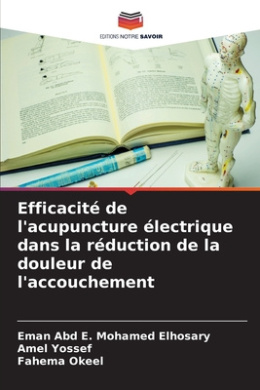 EDITIONS NOTRE SAVOIR
Efficacité de
l'acupuncture électrique
dans la réduction de la
douleur de
l'accouchement
Eman Abd E. Mohamed Elhosary
Amel Yossef
Fahema Okeel